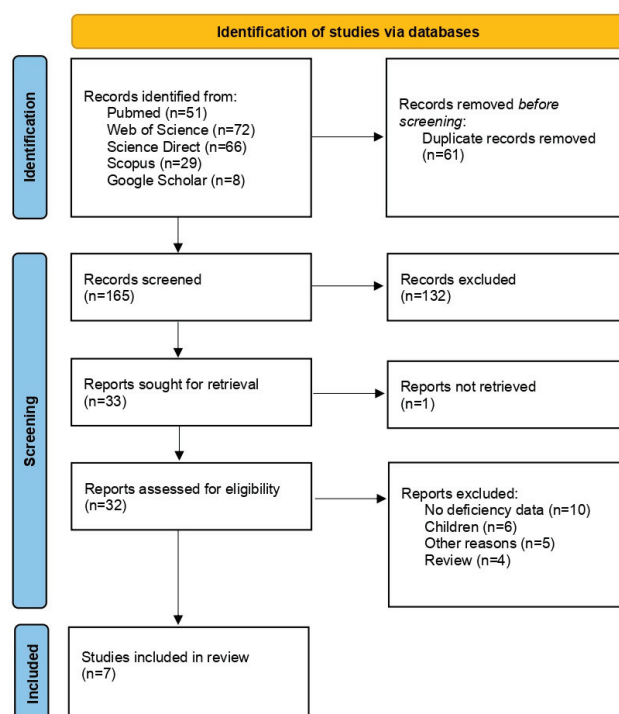 Identification of studies via databases
Identification
Records identified from:
Pubmed (n=51)
Web of Science (n=72)
Science Direct (n=66)
Scopus (n=29)
Google Scholar (n=8)
Records removed before
screening:
Duplicate records removed
(n=61)
Screening
Records screened
(n=165)
Records excluded
(n=132)
Reports sought for retrieval
(n=33)
Reports not retrieved
(n=1)
Reports assessed for eligibility
(n=32)
Reports excluded:
No deficiency data (n=10)
Children (n=6)
Other reasons (n=5)
Review (n=4)
Included
Studies included in review
(n=7)